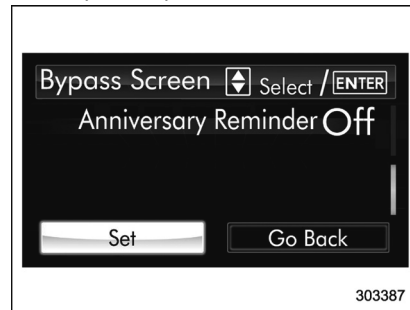 Bypass Screen Select / ENTER
Anniversary Reminder Off
Set Go Back
303387